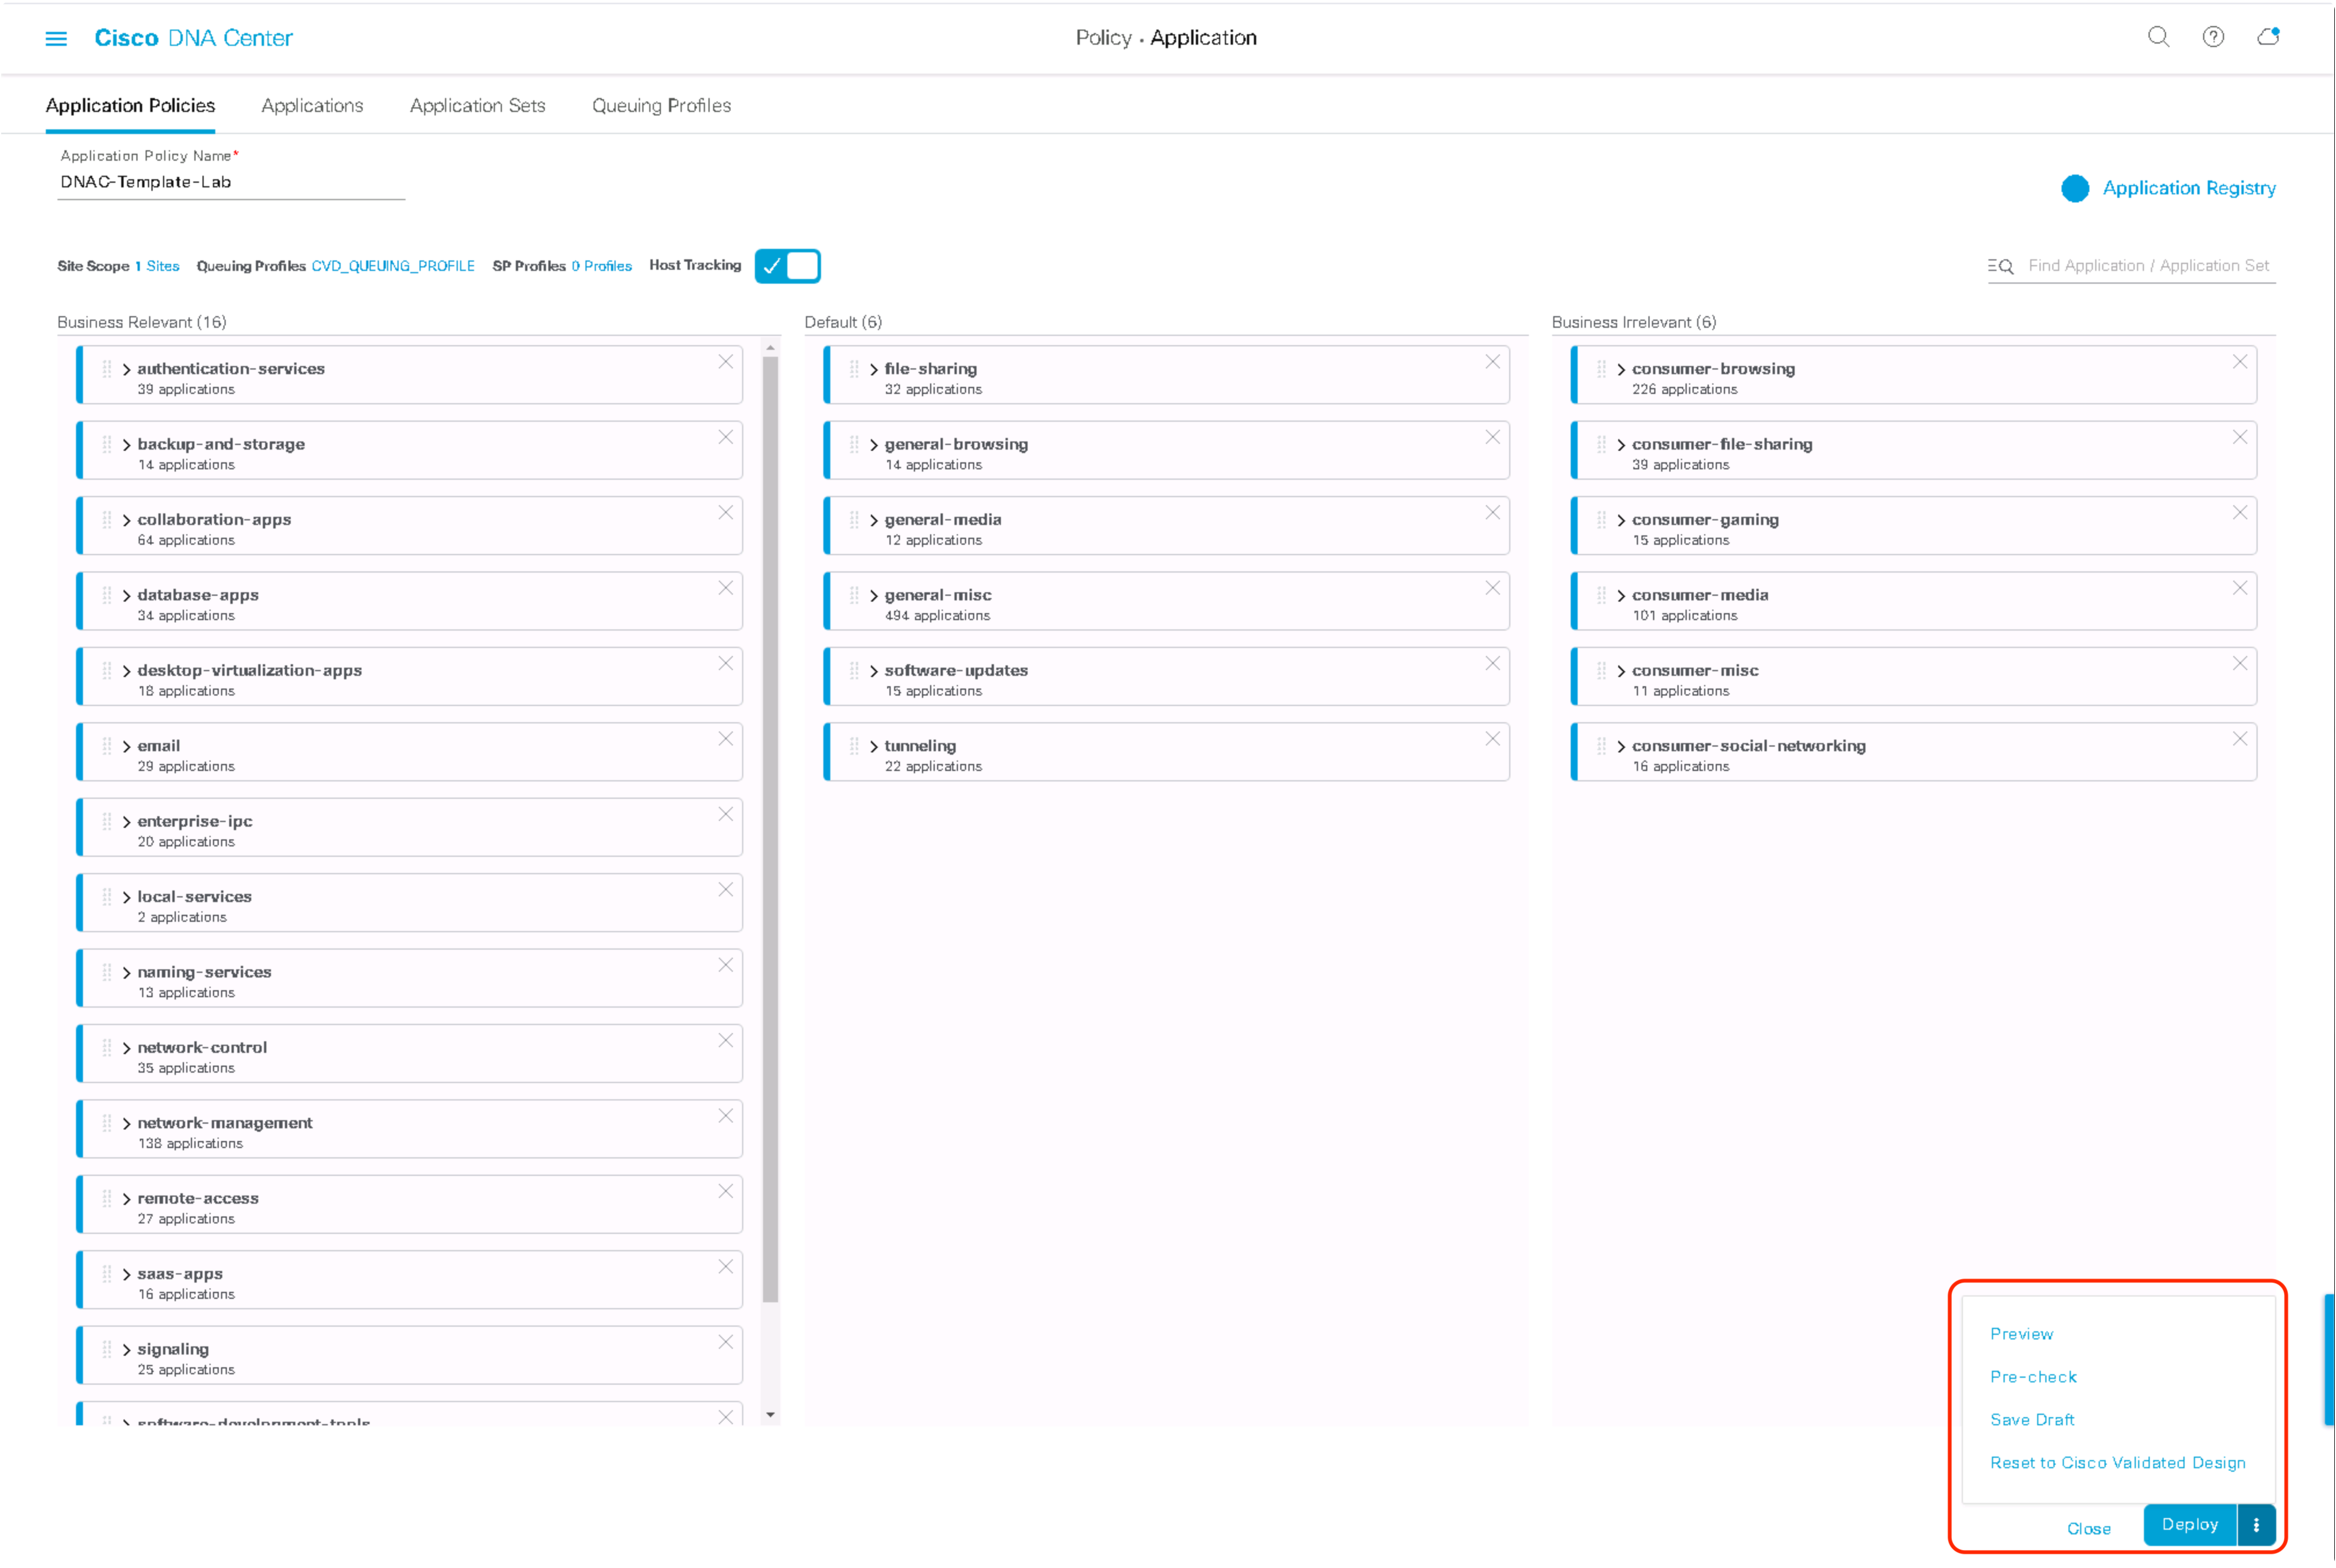 Cisco DNA Center
Policy · Application
Application Policies
Applications
Application Sets
Queuing Profiles
Application Policy Name*
DNAC-Template-Lab
Application Registry
Site Scope 1 Sites
Queuing Profiles CVD_QUEUING_PROFILE
SP Profiles 0 Profiles
Host Tracking
Find Application / Application Set
Business Relevant (16)
authentication-services
39 applications
backup-and-storage
14 applications
collaboration-apps
64 applications
database-apps
34 applications
desktop-virtualization-apps
18 applications
email
29 applications
enterprise-ipc
20 applications
local-services
2 applications
naming-services
13 applications
network-control
35 applications
network-management
138 applications
remote-access
27 applications
saas-apps
16 applications
signaling
25 applications
software-development-tools
Default (6)
file-sharing
32 applications
general-browsing
14 applications
general-media
12 applications
general-misc
494 applications
software-updates
15 applications
tunneling
22 applications
Business Irrelevant (6)
consumer-browsing
226 applications
consumer-file-sharing
39 applications
consumer-gaming
15 applications
consumer-media
101 applications
consumer-misc
11 applications
consumer-social-networking
16 applications
Preview
Pre-check
Save Draft
Reset to Cisco Validated Design
Close
Deploy